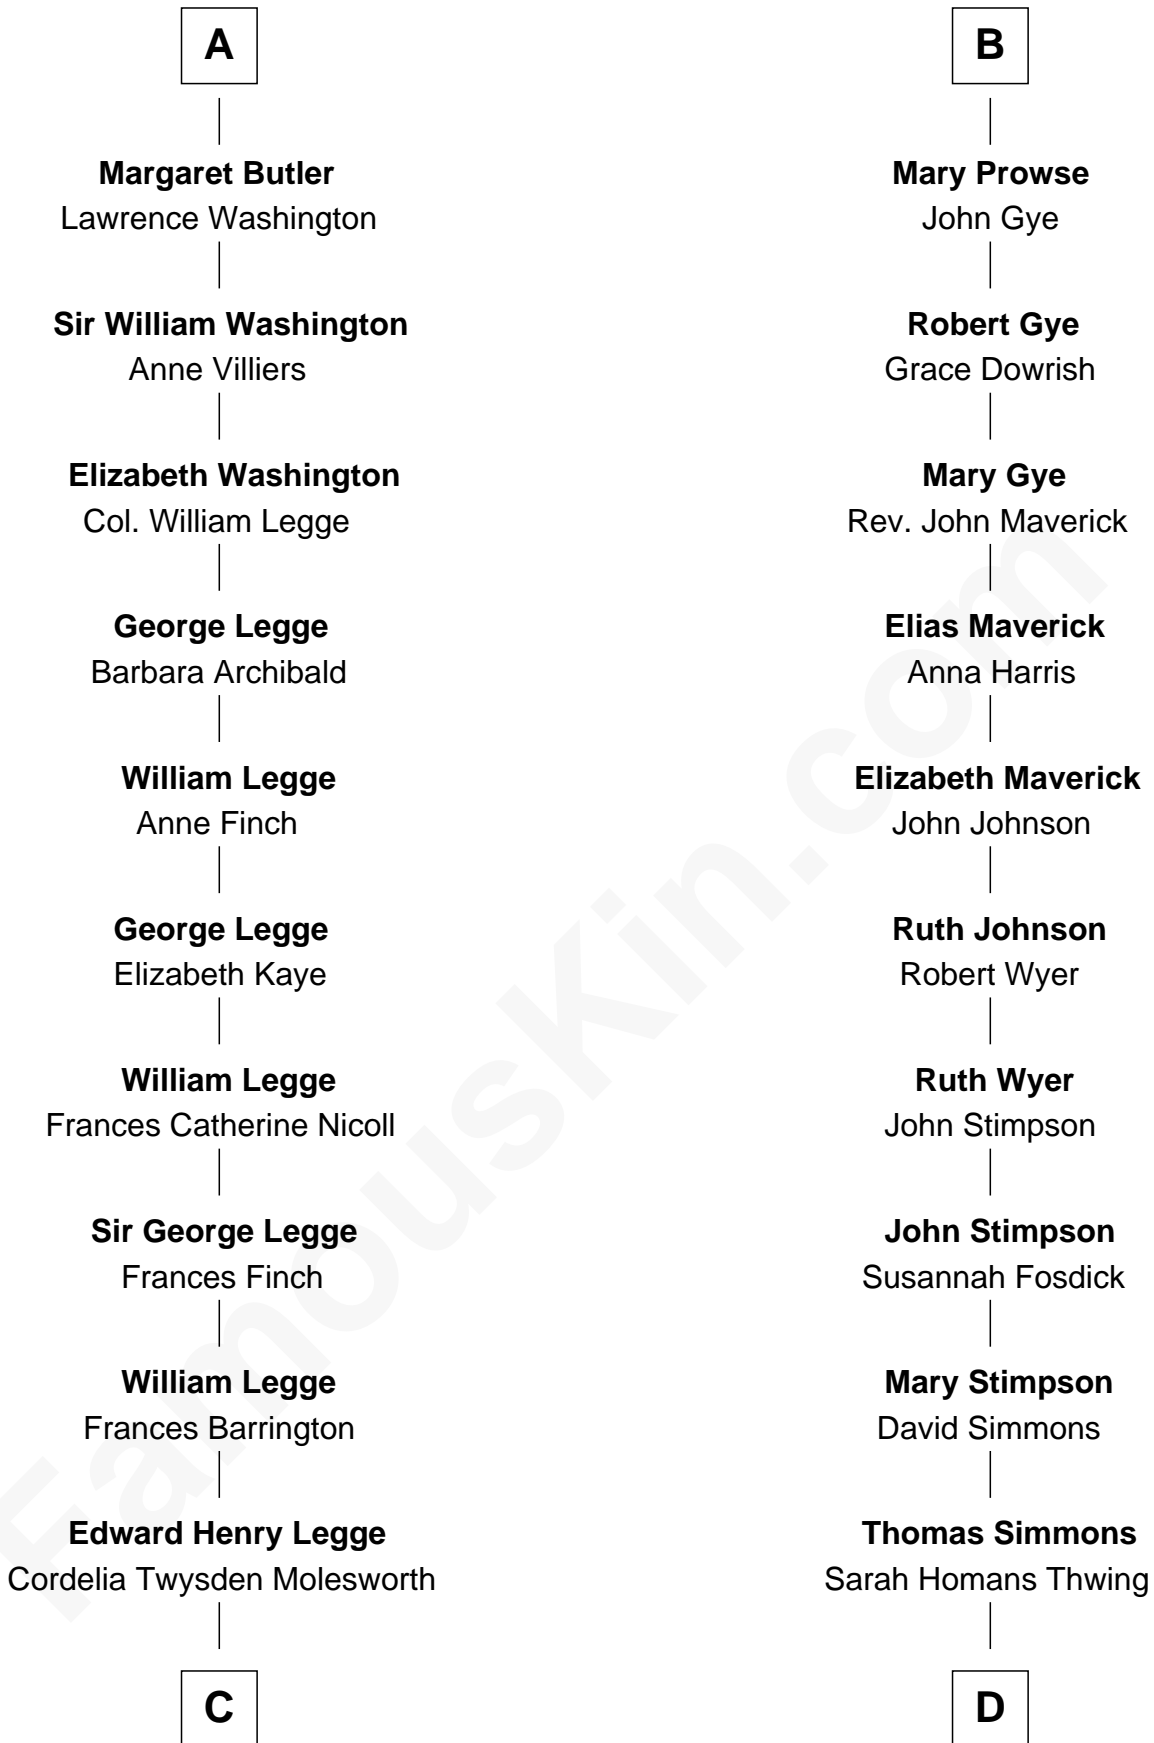 A
Margaret Butler
Lawrence Washington
Sir William Washington
Anne Villiers
Elizabeth Washington
Col. William Legge
George Legge
Barbara Archibald
William Legge
Anne Finch
George Legge
Elizabeth Kaye
William Legge
Frances Catherine Nicoll
Sir George Legge
Frances Finch
William Legge
Frances Barrington
Edward Henry Legge
Cordelia Twysden Molesworth
C
B
Mary Prowse
John Gye
Robert Gye
Grace Dowrish
Mary Gye
Rev. John Maverick
Elias Maverick
Anna Harris
Elizabeth Maverick
John Johnson
Ruth Johnson
Robert Wyer
Ruth Wyer
John Stimpson
John Stimpson
Susannah Fosdick
Mary Stimpson
David Simmons
Thomas Simmons
Sarah Homans Thwing
D
FamousKin.com